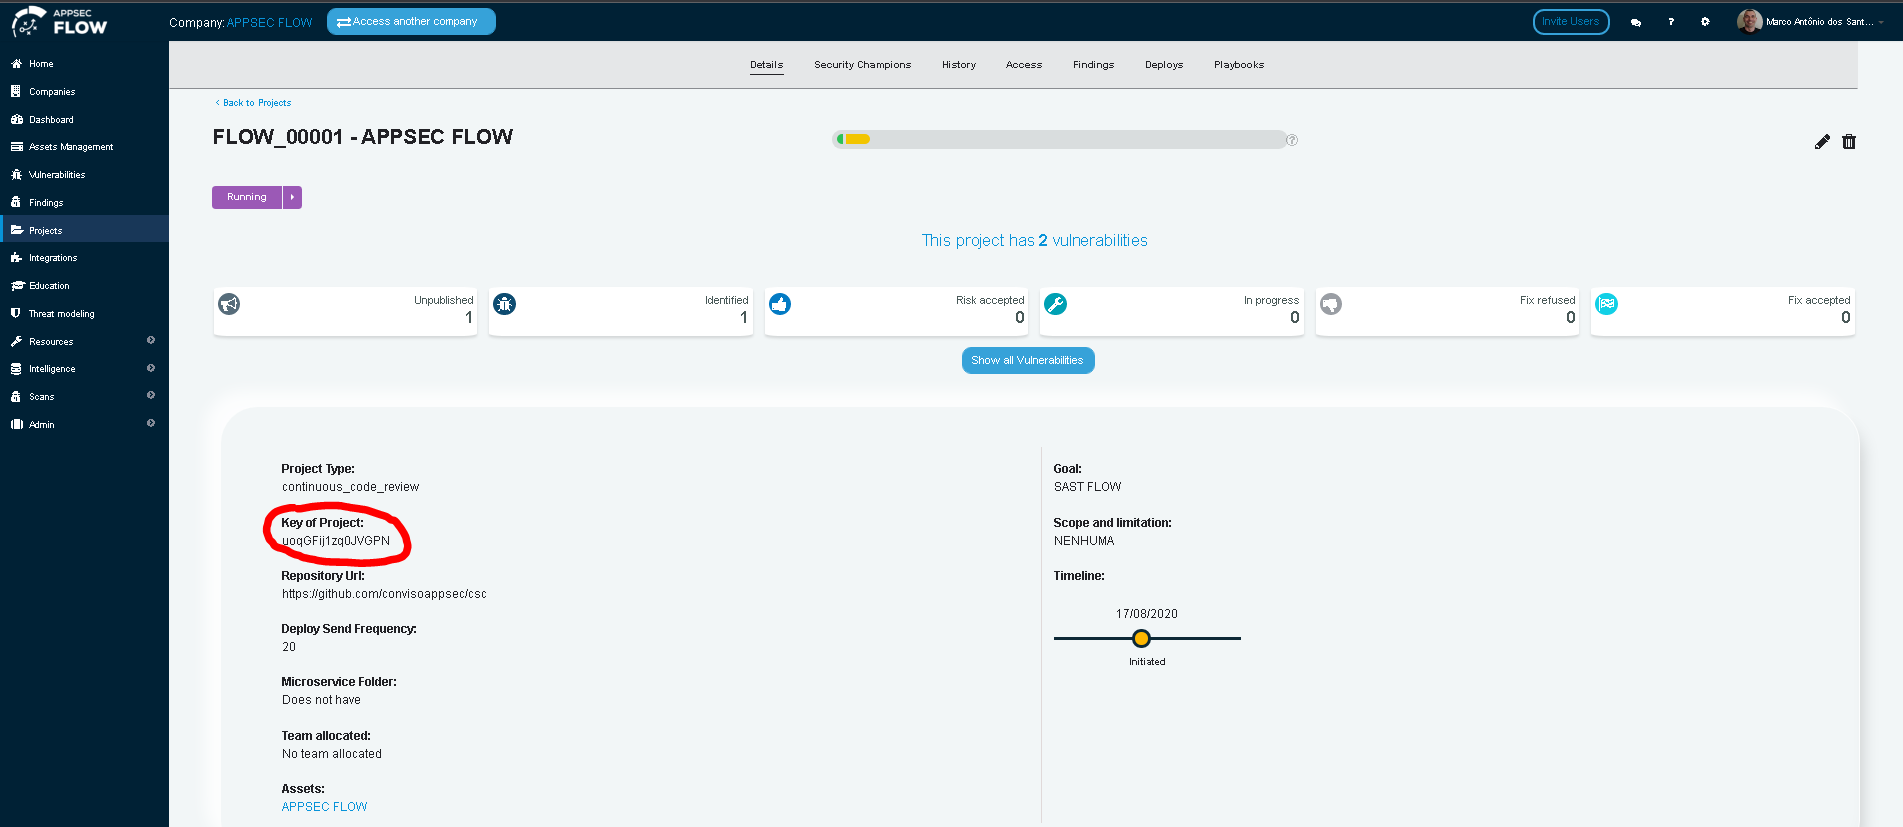 APPSEC
FLOW
Company: APPSEC FLOW
Access another company
Invite Users
?
Marco Antônio dos Sant...
Home
Companies
Dashboard
Assets Management
Vulnerabilities
Findings
Projects
Integrations
Education
Threat modeling
Resources
Intelligence
Scans
Admin
Details Security Champions History Access Findings Deploys Playbooks
< Back to Projects
FLOW_00001 - APPSEC FLOW
?
Running
This project has 2 vulnerabilities
Unpublished
1
Identified
1
Risk accepted
0
In progress
0
Fix refused
0
Fix accepted
0
Show all Vulnerabilities
Project Type:
continuous_code_review
Key of Project:
uoqGFij1zq0JVGPN
Repository Url:
https://github.com/convisoappsec/csc
Deploy Send Frequency:
20
Microservice Folder:
Does not have
Team allocated:
No team allocated
Assets:
APPSEC FLOW
Goal:
SAST FLOW
Scope and limitation:
NENHUMA
Timeline:
17/08/2020
Initiated